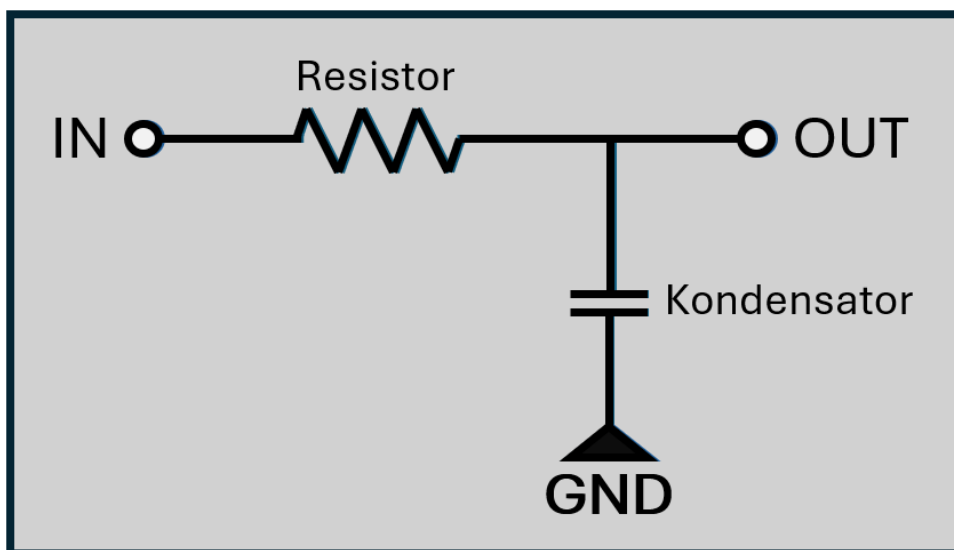 Resistor
IN
OUT
Kondensator
GND